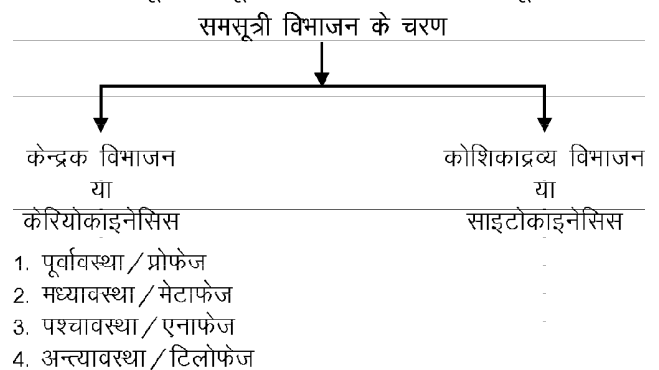 समसूत्री विभाजन के चरण
केन्द्रक विभाजन
या
केरियोकाइनेसिस
कोशिकाद्रव्य विभाजन
या
साइटोकाइनेसिस
1. पूर्वावस्था / प्रोफेज
2. मध्यावस्था / मेटाफेज
3. पश्चावस्था / एनाफेज
4. अन्त्यावस्था / टिलोफेज